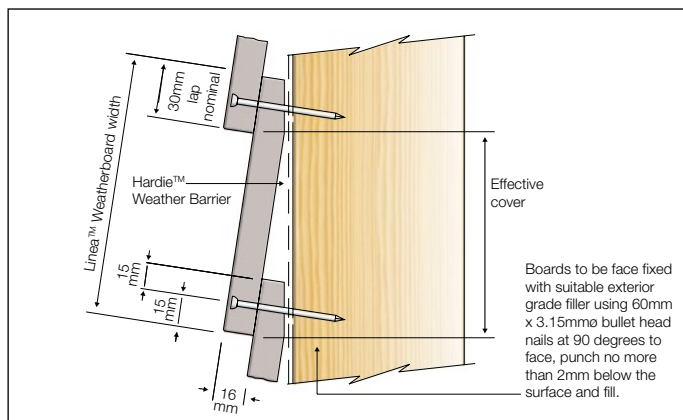 30mm
lap
nominal
Linea™ Weatherboard width
Hardie™
Weather Barrier
Effective
cover
15
mm
15
mm
16
mm
Boards to be face fixed
with suitable exterior
grade filler using 60mm
x 3.15mmø bullet head
nails at 90 degrees to
face, punch no more
than 2mm below the
surface and fill.